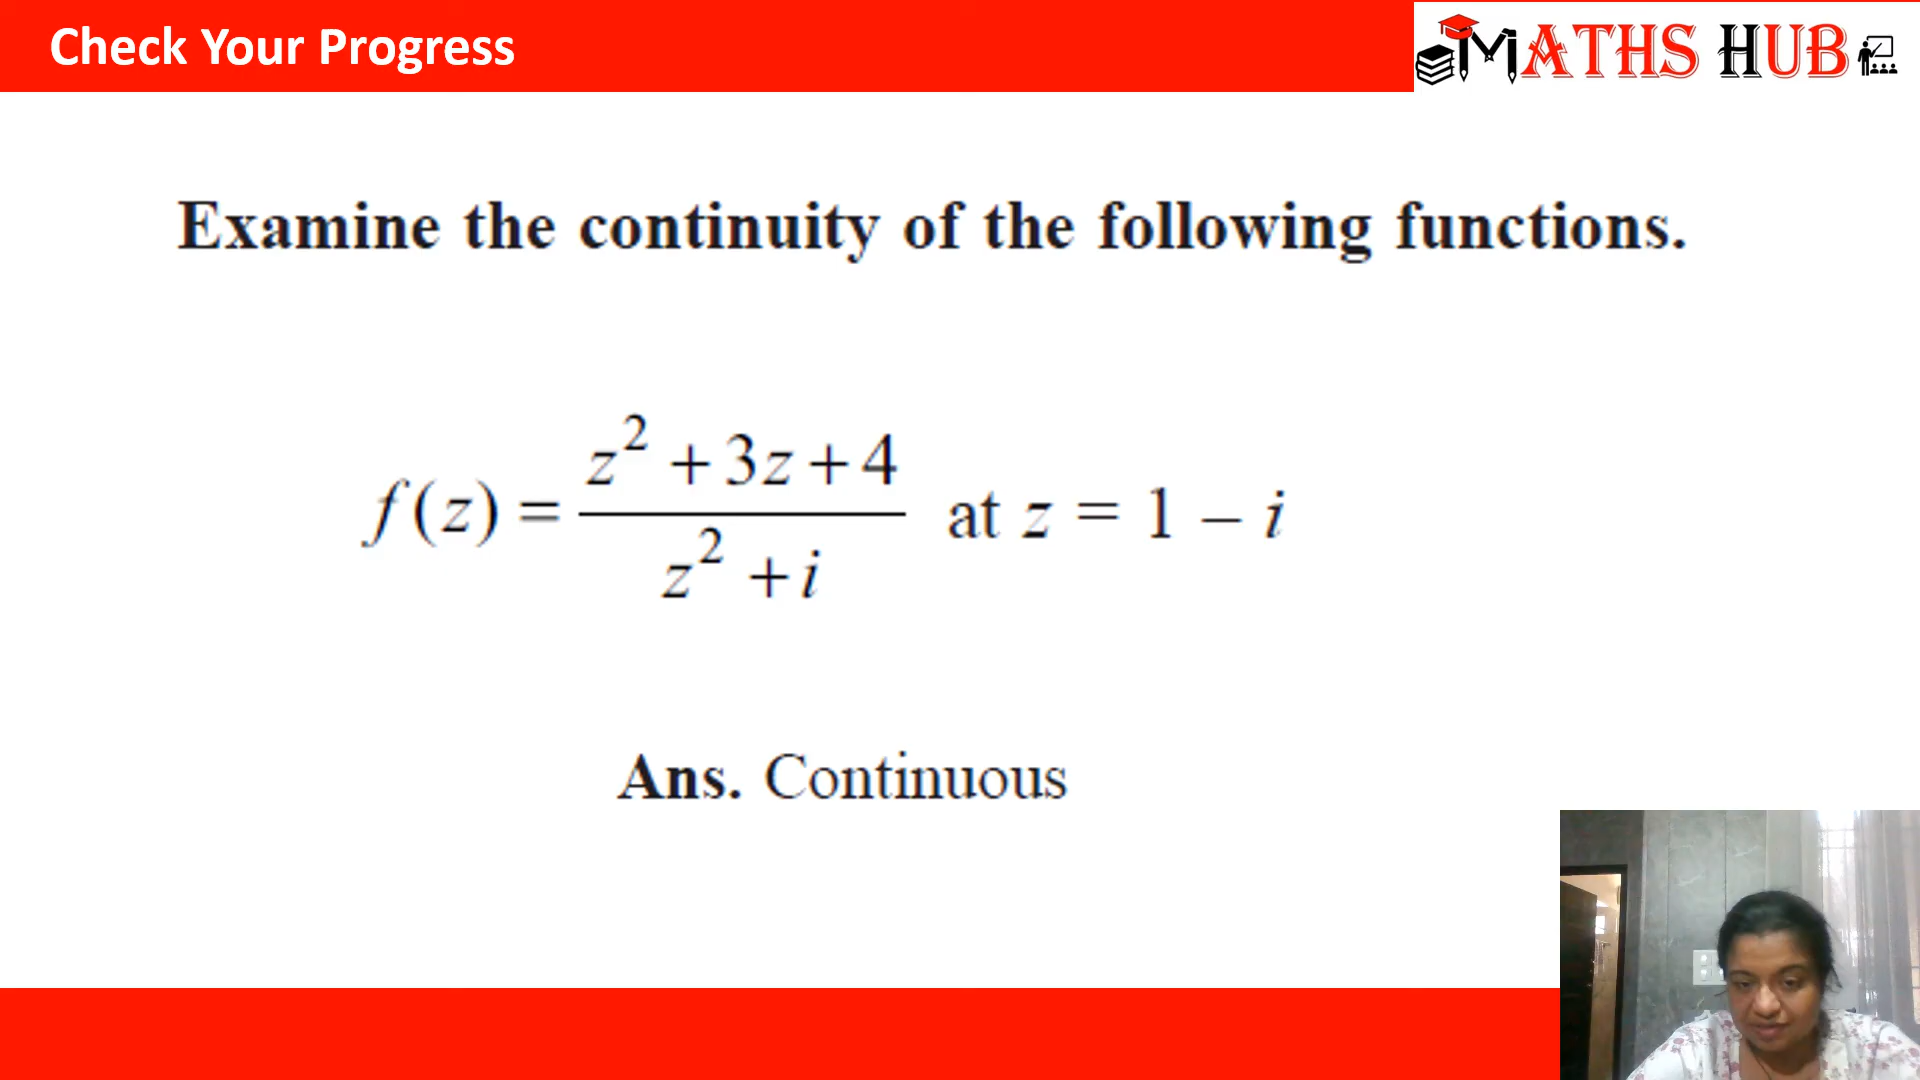 Check Your Progress
MATHS HUB
Examine the continuity of the following functions.
f(z) = \frac{z^2 + 3z + 4}{z^2 + i} at z = 1 – i
Ans. Continuous